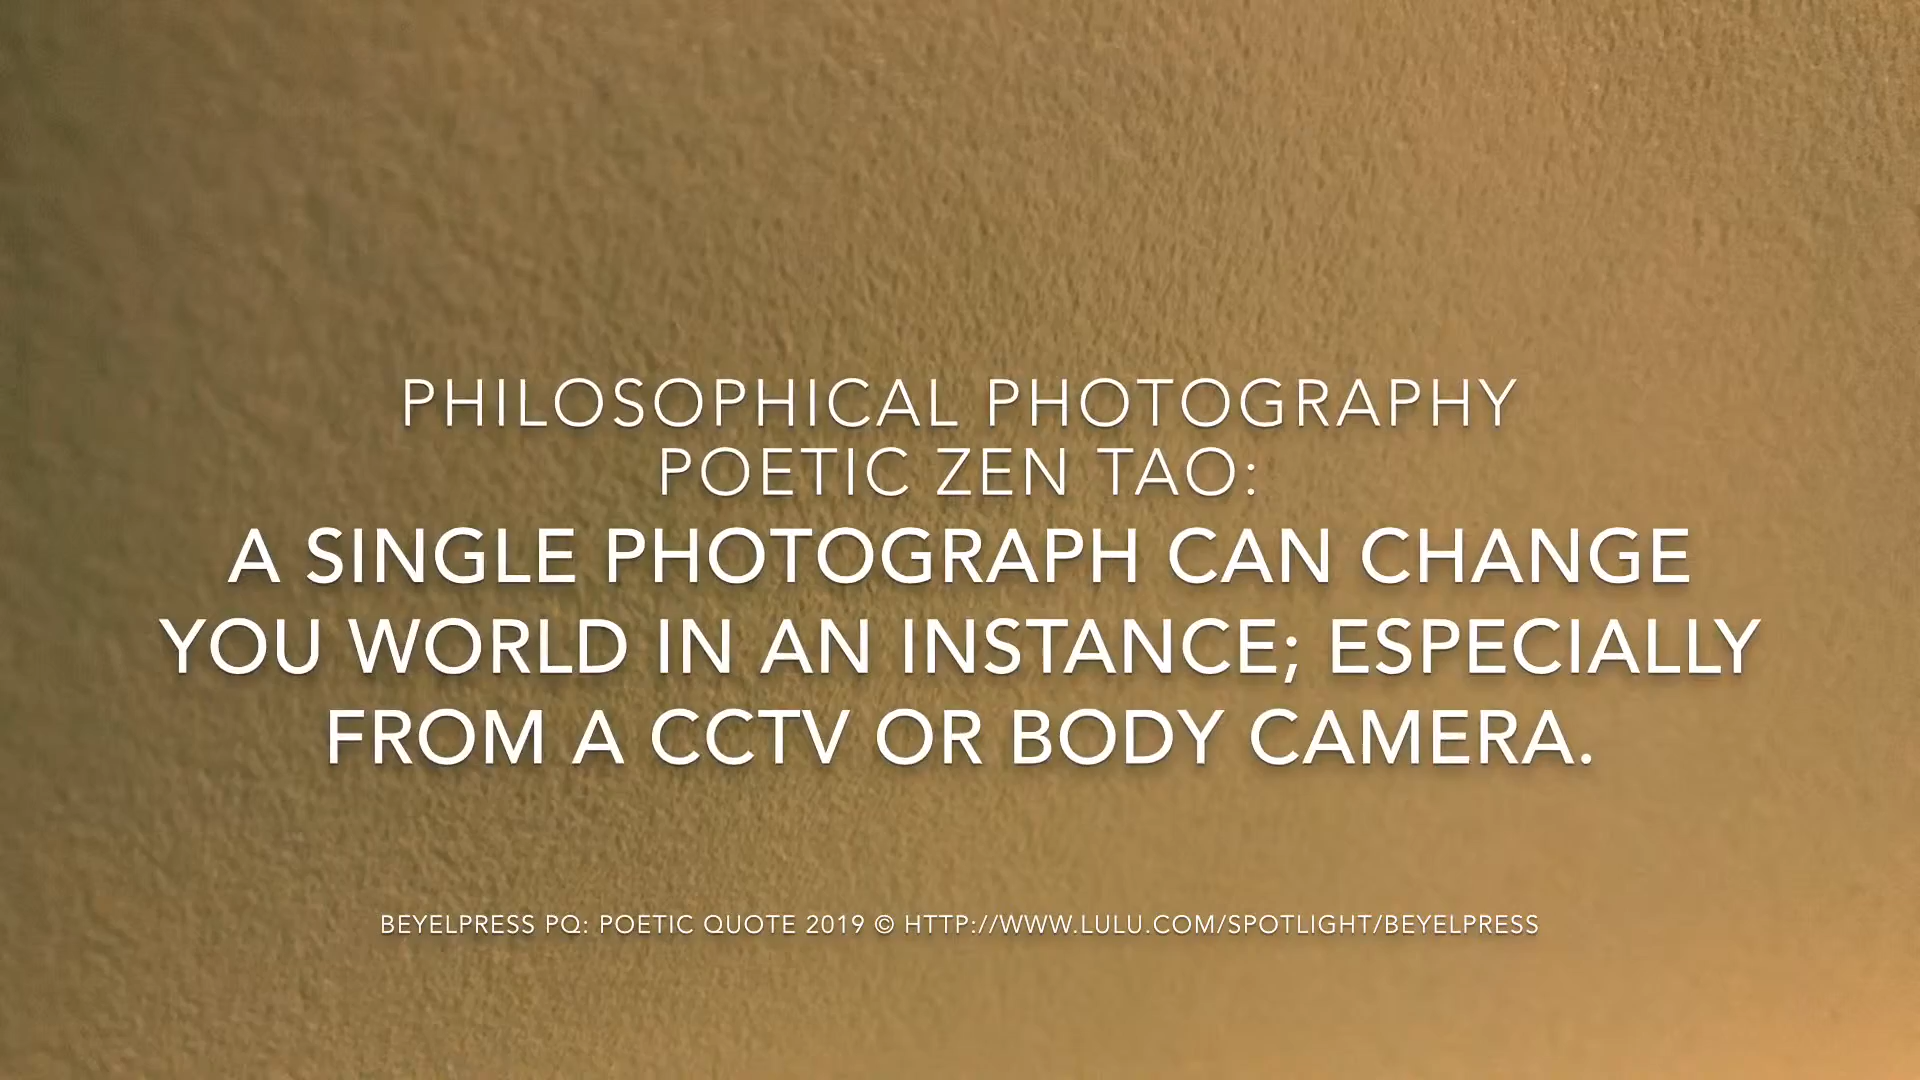 PHILOSOPHICAL PHOTOGRAPHY
POETIC ZEN TAO:
A SINGLE PHOTOGRAPH CAN CHANGE
YOU WORLD IN AN INSTANCE; ESPECIALLY
FROM A CCTV OR BODY CAMERA.
BEYELPRESS PQ: POETIC QUOTE 2019 © HTTP://WWW.LULU.COM/SPOTLIGHT/BEYELPRESS